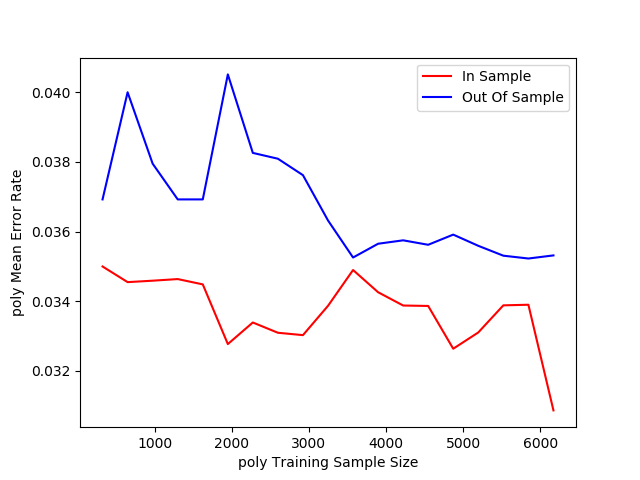 In Sample
Out Of Sample
0.040
0.038
0.036
0.034
0.032
poly Mean Error Rate
1000 2000 3000 4000 5000 6000
poly Training Sample Size